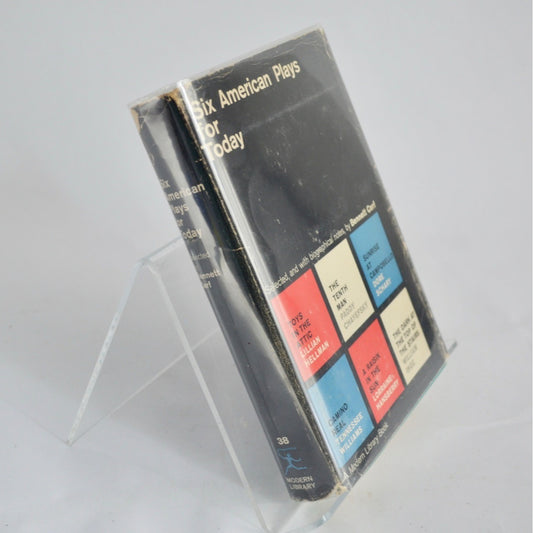 Six American Plays
For
Today
Selected, and with biographical notes, by Bennett Cerf
TOYS
IN THE
ATTIC
LILLIAN
HELLMAN
THE
TENTH
MAN
PADDY
CHAYEFSKY
SUNRISE
AT
CAMPOBELLO
DORE
SCHARY
CAMINO
REAL
TENNESSEE
WILLIAMS
A RAISIN
IN THE
SUN
LORRAINE
HANSBERRY
THE DARK AT
THE TOP OF
THE STAIRS
WILLIAM
INGE
A Modern Library Book
Six
American
Plays
for
Today
Bennett
Cerf
38
MODERN
LIBRARY